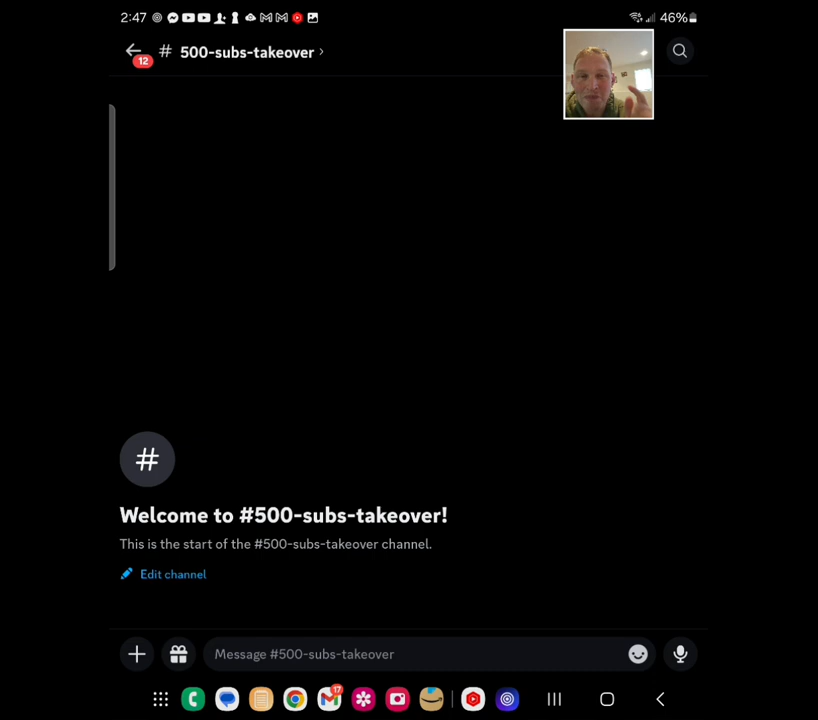 2:47
46%
12
# 500-subs-takeover ›
#
Welcome to #500-subs-takeover!
This is the start of the #500-subs-takeover channel.
Edit channel
Message #500-subs-takeover
17